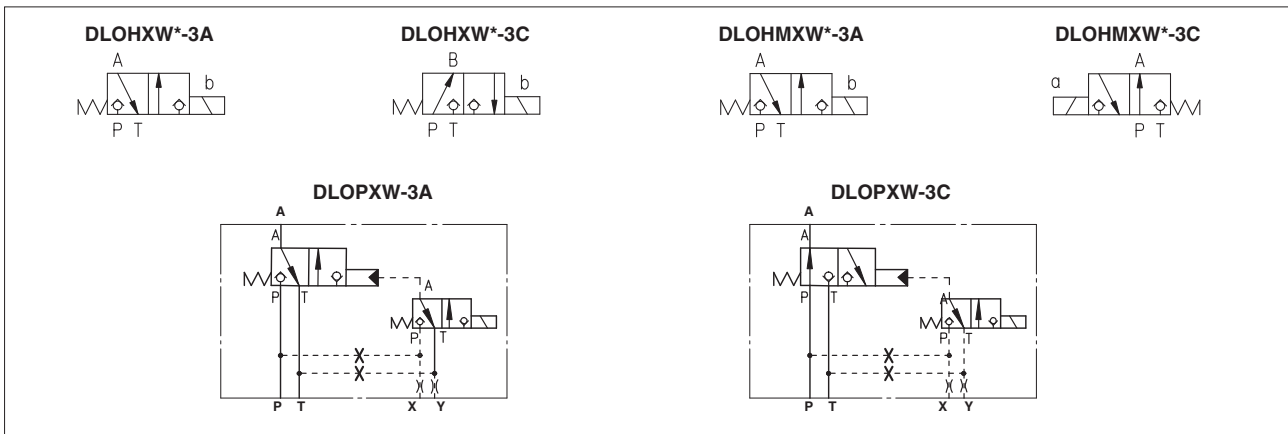 DLOHXW*-3A DLOHXW*-3C DLOHMXW*-3A DLOHMXW*-3C
A B A A
b b b a
P T P T P T P T
DLOPXW-3A DLOPXW-3C
A A
A A
P T P T
A A
P T P T
P T X Y P T X Y